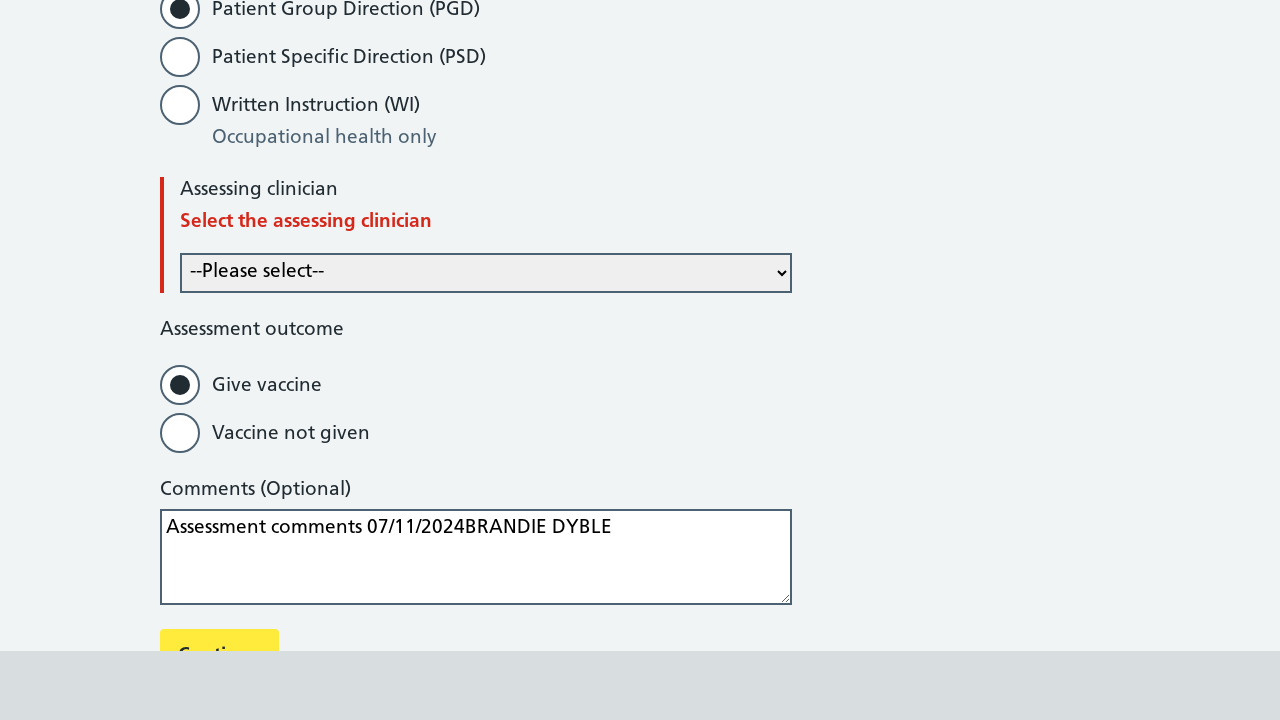 Patient Group Direction (PGD)
Patient Specific Direction (PSD)
Written Instruction (WI)
Occupational health only
Assessing clinician
Select the assessing clinician
--Please select--
Assessment outcome
Give vaccine
Vaccine not given
Comments (Optional)
Assessment comments 07/11/2024BRANDIE DYBLE